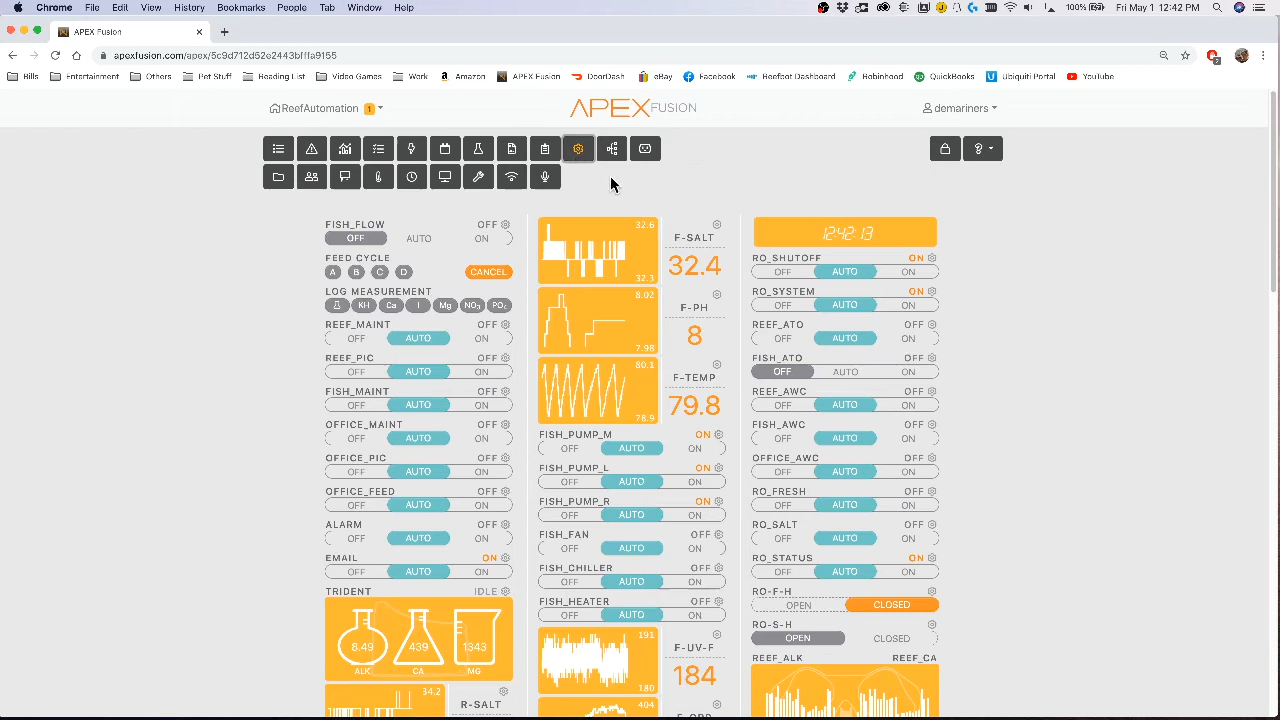 Chrome File Edit View History Bookmarks People Tab Window Help 100% Fri May 1 12:42 PM
APEX Fusion
apexfusion.com/apex/5c9d712d52e2443bfffa9155
Bills Entertainment Others Pet Stuff Reading List Video Games Work Amazon APEX Fusion DoorDash eBay Facebook Reefoot Dashboard Robinhood QuickBooks Ubiquiti Portal YouTube
ReefAutomation 1 APEX FUSION demariners
FISH_FLOW OFF
OFF AUTO ON
FEED CYCLE
A B C D CANCEL
LOG MEASUREMENT
KH Ca I Mg NO3 PO4
REEF_MAINT OFF
OFF AUTO ON
REEF_PIC OFF
OFF AUTO ON
FISH_MAINT OFF
OFF AUTO ON
OFFICE_MAINT OFF
OFF AUTO ON
OFFICE_PIC OFF
OFF AUTO ON
OFFICE_FEED OFF
OFF AUTO ON
ALARM OFF
OFF AUTO ON
EMAIL ON
OFF AUTO ON
TRIDENT IDLE
8.49 439 1343
ALK CA MG
34.2
R-SALT
32.6
F-SALT
32.4
32.3
8.02
F-PH
8
7.98
80.1
F-TEMP
79.8
78.9
FISH_PUMP_M ON
OFF AUTO ON
FISH_PUMP_L ON
OFF AUTO ON
FISH_PUMP_R ON
OFF AUTO ON
FISH_FAN OFF
OFF AUTO ON
FISH_CHILLER OFF
OFF AUTO ON
FISH_HEATER OFF
OFF AUTO ON
191
F-UV-F
184
180
404
F-ORP
12:42:13
RO_SHUTOFF ON
OFF AUTO ON
RO_SYSTEM ON
OFF AUTO ON
REEF_ATO OFF
OFF AUTO ON
FISH_ATO OFF
OFF AUTO ON
REEF_AWC OFF
OFF AUTO ON
FISH_AWC OFF
OFF AUTO ON
OFFICE_AWC OFF
OFF AUTO ON
RO_FRESH OFF
OFF AUTO ON
RO_SALT OFF
OFF AUTO ON
RO_STATUS ON
OFF AUTO ON
RO-F-H
OPEN CLOSED
RO-S-H
OPEN CLOSED
REEF_ALK REEF_CA